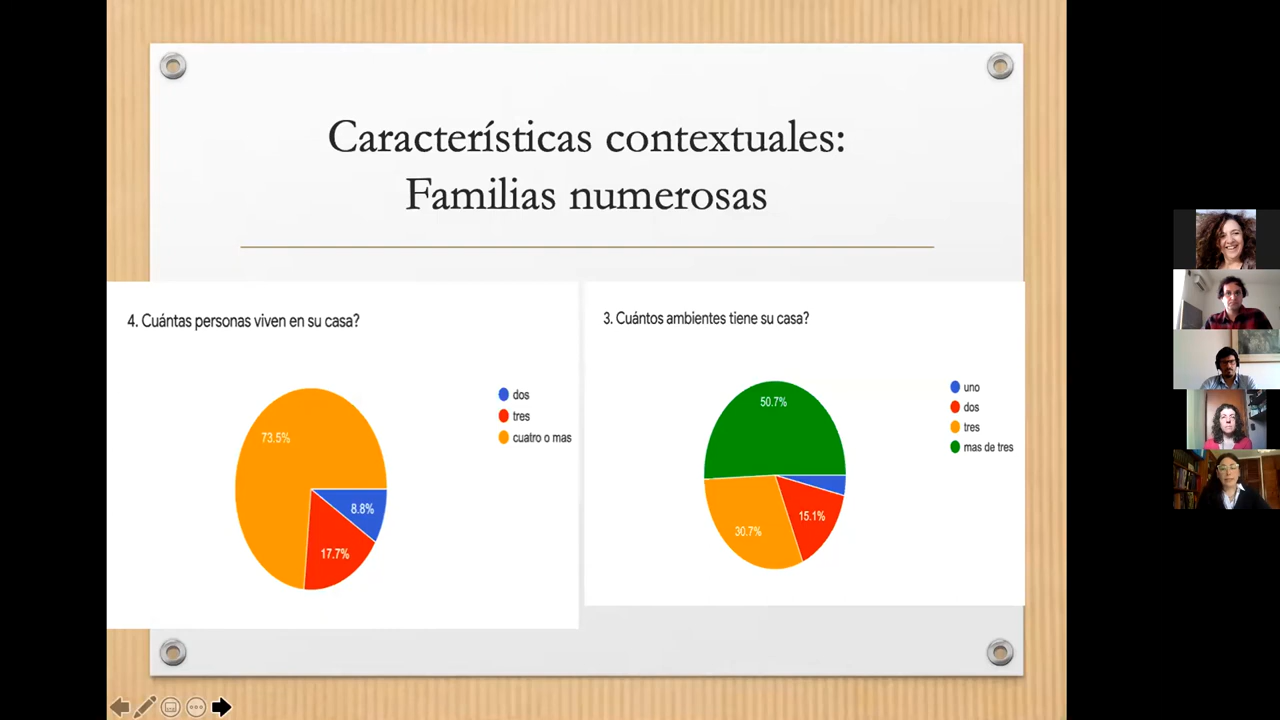 Características contextuales:
Familias numerosas
4. Cuántas personas viven en su casa?
73.5%
8.8%
17.7%
dos
tres
cuatro o mas
3. Cuántos ambientes tiene su casa?
50.7%
30.7%
15.1%
uno
dos
tres
mas de tres